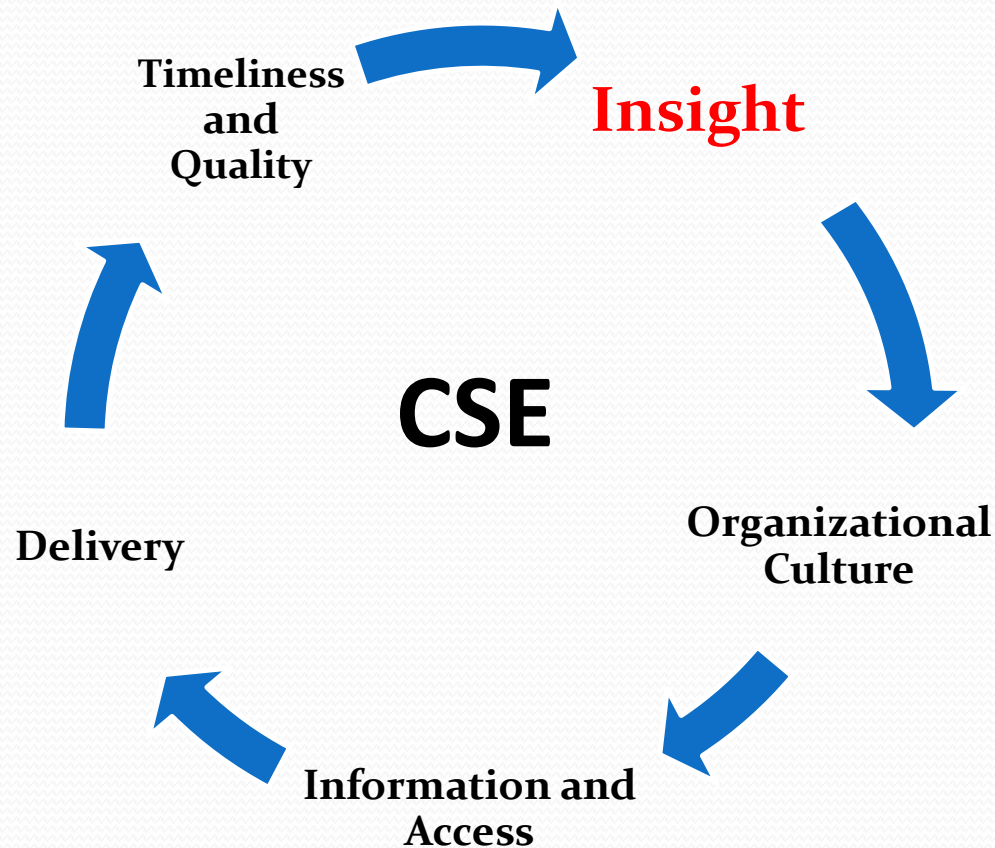 Timeliness
and
Quality
Insight
CSE
Organizational
Culture
Delivery
Information and
Access